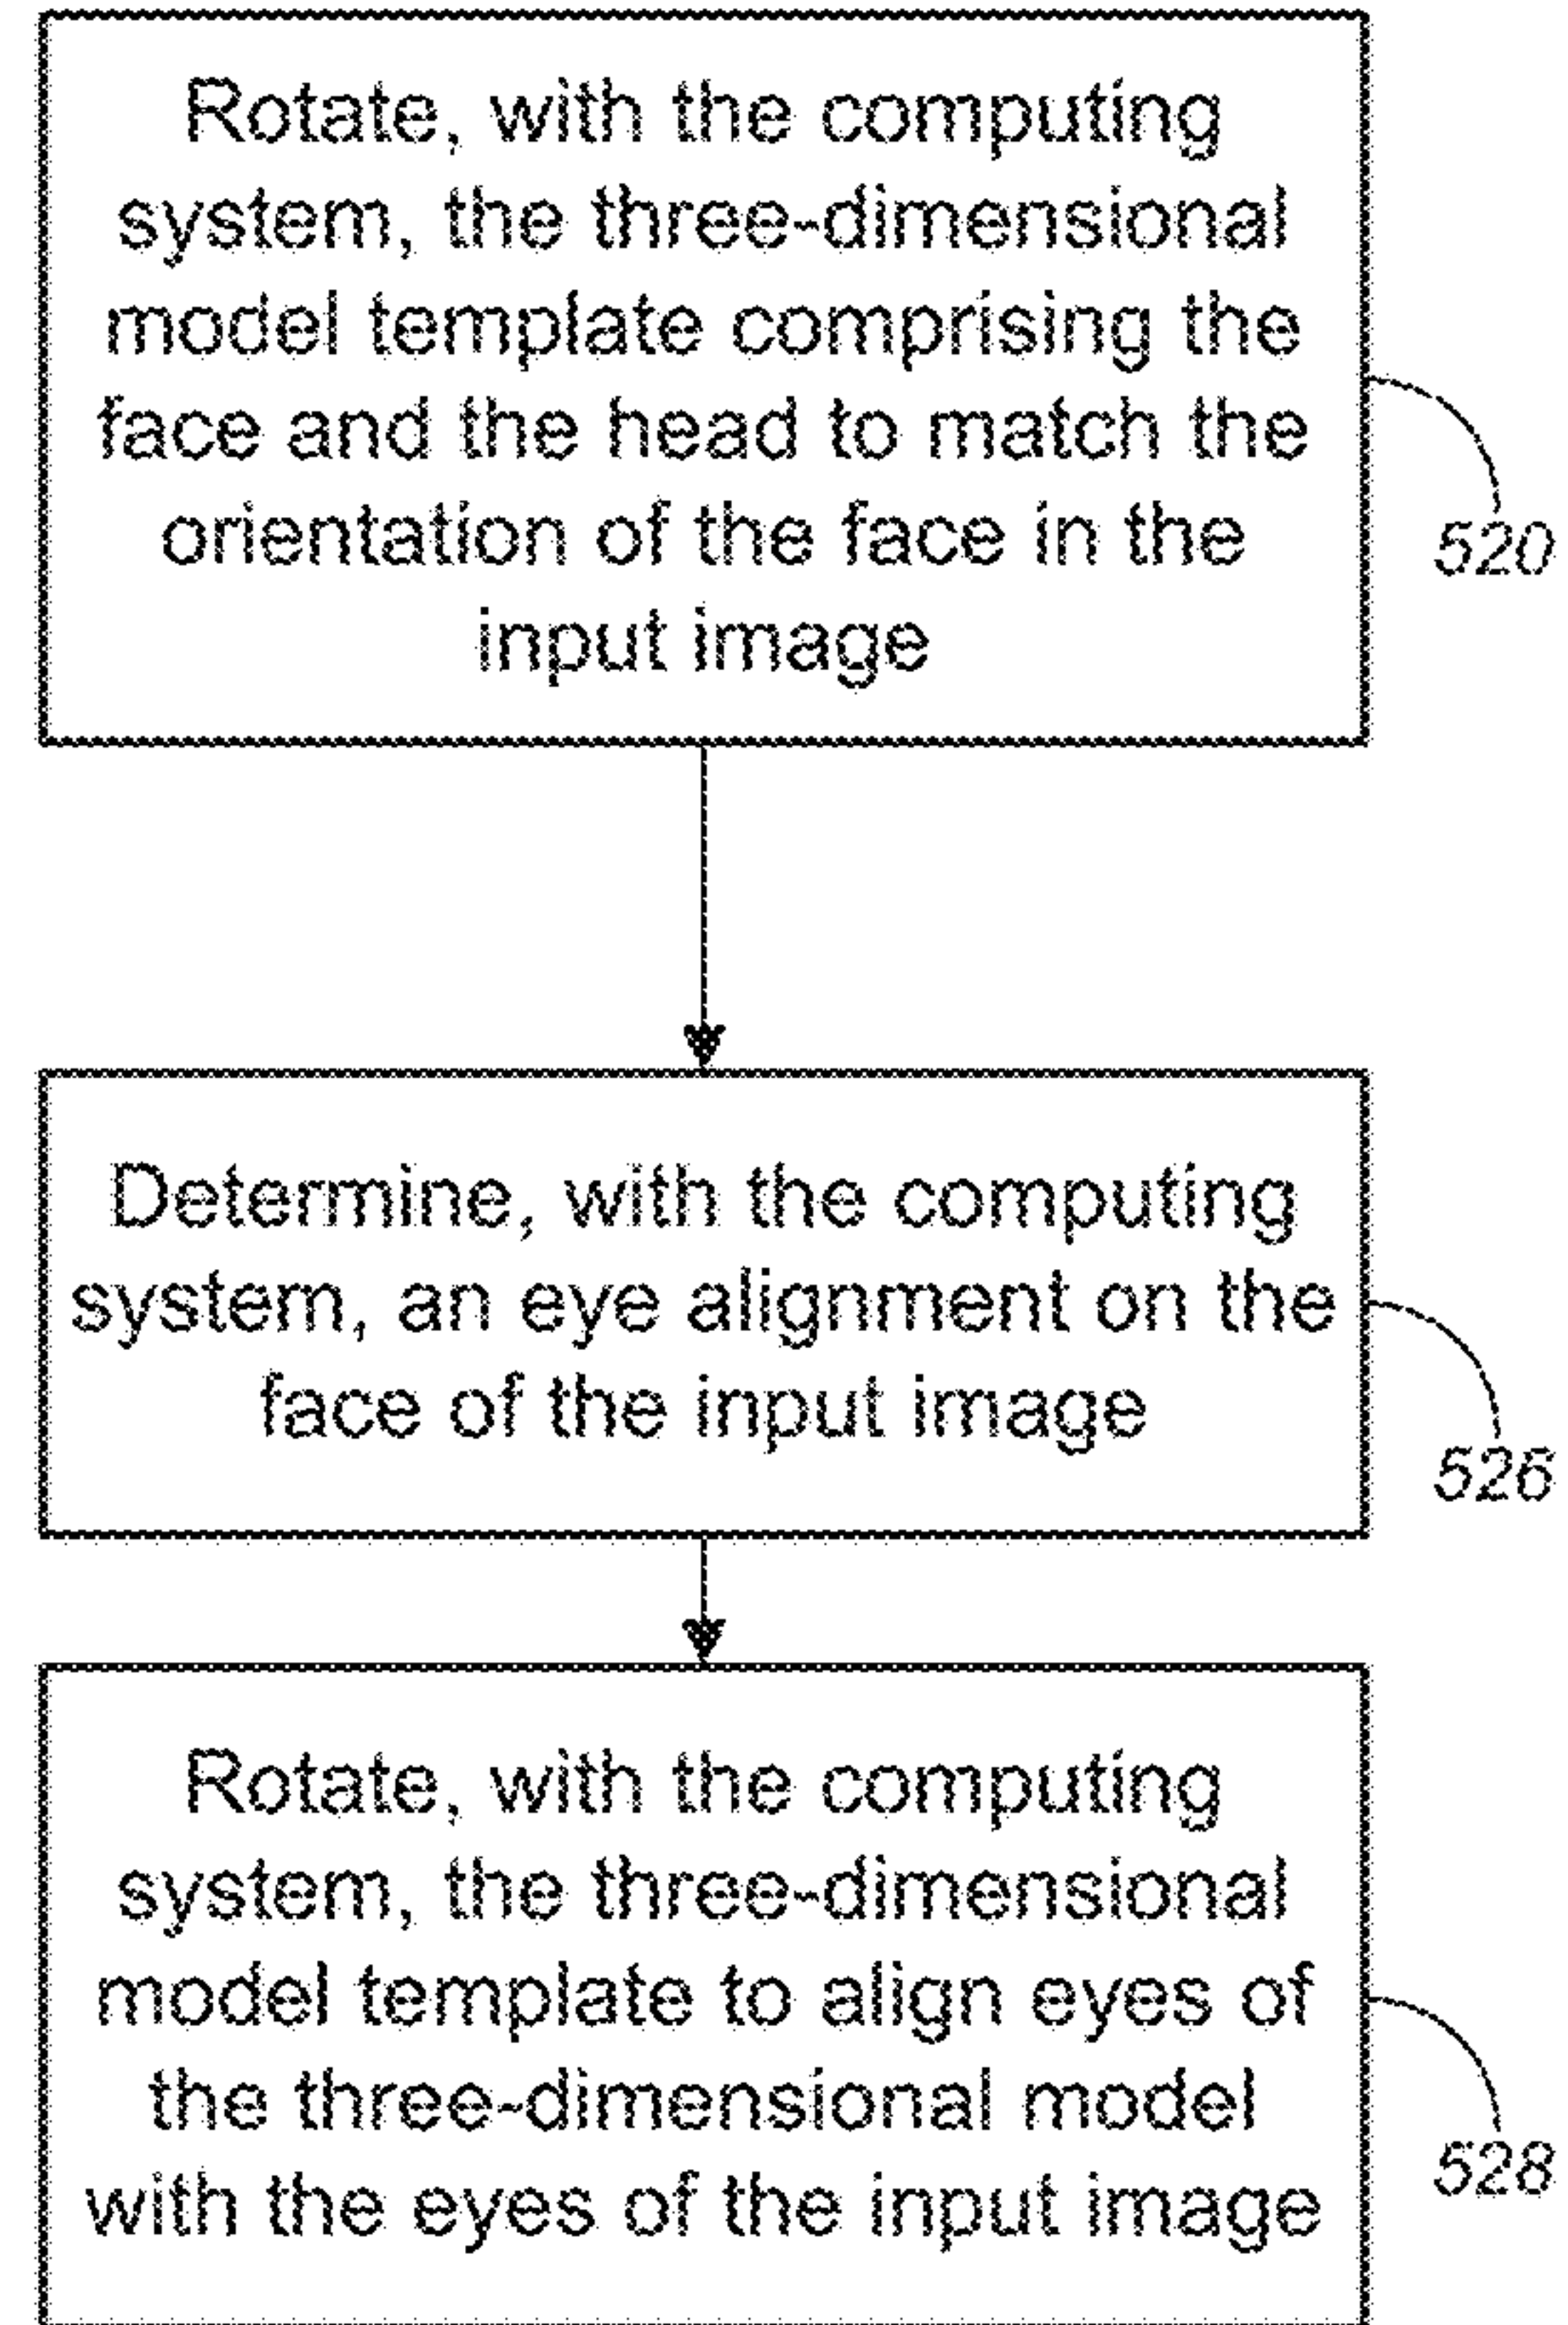 Rotate, with the computing
system, the three-dimensional
model template comprising the
face and the head to match the
orientation of the face in the
input image
520
Determine, with the computing
system, an eye alignment on the
face of the input image
526
Rotate, with the computing
system, the three-dimensional
model template to align eyes of
the three-dimensional model
with the eyes of the input image
528